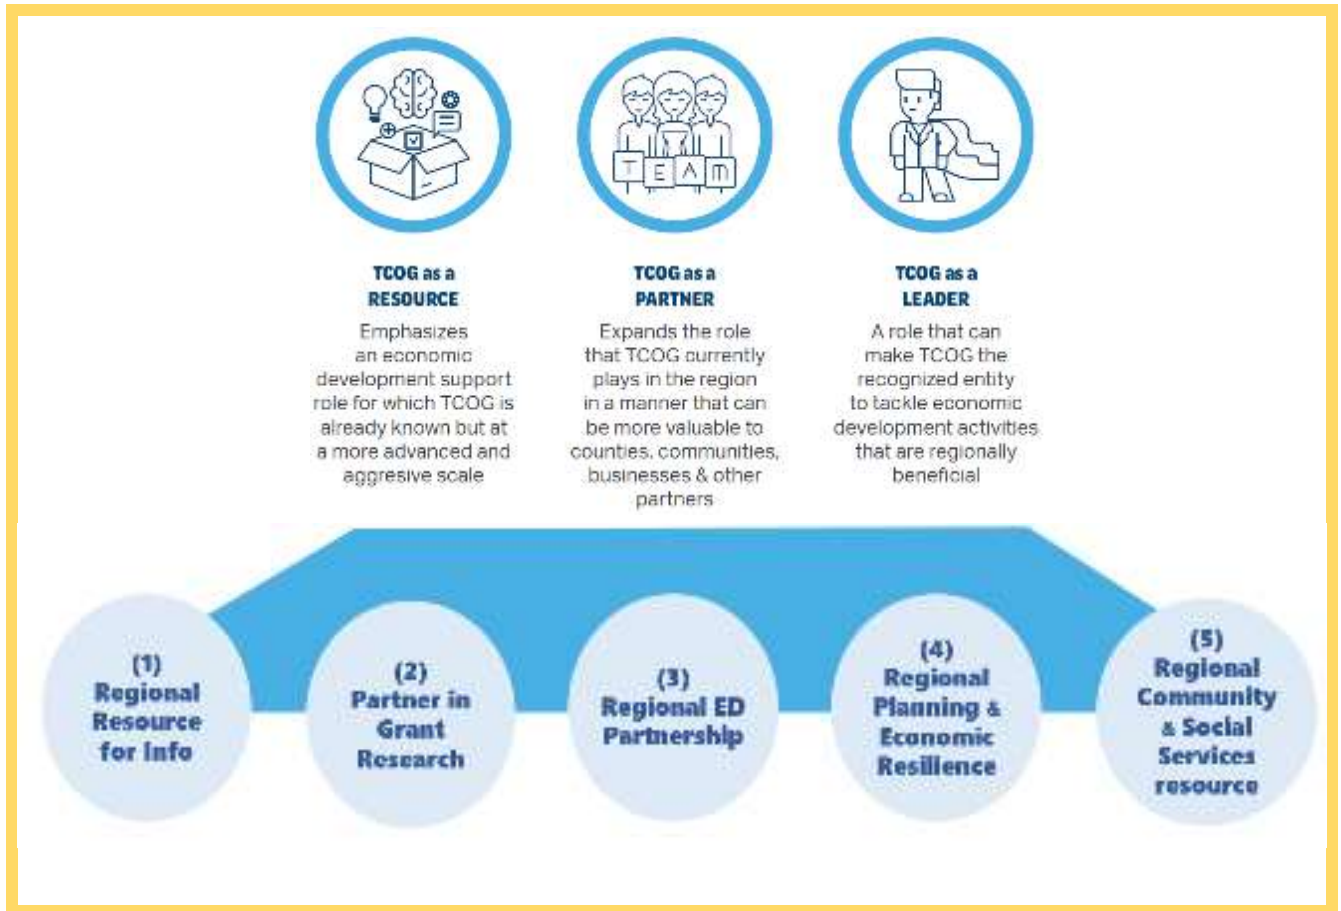 TEAM
TCOG as a
RESOURCE
Emphasizes
an economic
development support
role for which TCOG is
already known but at
a more advanced and
aggresive scale
TCOG as a
PARTNER
Expands the role
that TCOG currently
plays in the region
in a manner that can
be more valuable to
counties, communities,
businesses & other
partners
TCOG as a
LEADER
A role that can
make TCOG the
recognized entity
to tackle economic
development activities
that are regionally
beneficial
(1)
Regional
Resource
for Info
(2)
Partner in
Grant
Research
(3)
Regional ED
Partnership
(4)
Regional
Planning &
Economic
Resilience
(5)
Regional
Community
& Social
Services
resource